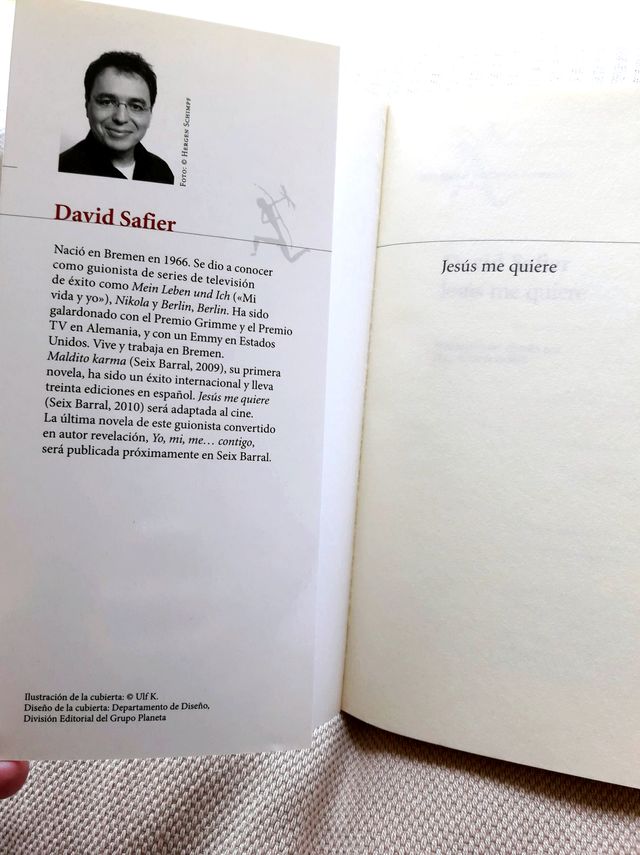 Foto: © Hergen Schimpf
David Safier
Nació en Bremen en 1966. Se dio a conocer
como guionista de series de televisión
de éxito como Mein Leben und Ich («Mi
vida y yo»), Nikola y Berlin, Berlin. Ha sido
galardonado con el Premio Grimme y el Premio
TV en Alemania, y con un Emmy en Estados
Unidos. Vive y trabaja en Bremen.
Maldito karma (Seix Barral, 2009), su primera
novela, ha sido un éxito internacional y lleva
treinta ediciones en español. Jesús me quiere
(Seix Barral, 2010) será adaptada al cine.
La última novela de este guionista convertido
en autor revelación, Yo, mi, me… contigo,
será publicada próximamente en Seix Barral.
Ilustración de la cubierta: © Ulf K.
Diseño de la cubierta: Departamento de Diseño,
División Editorial del Grupo Planeta
Jesús me quiere